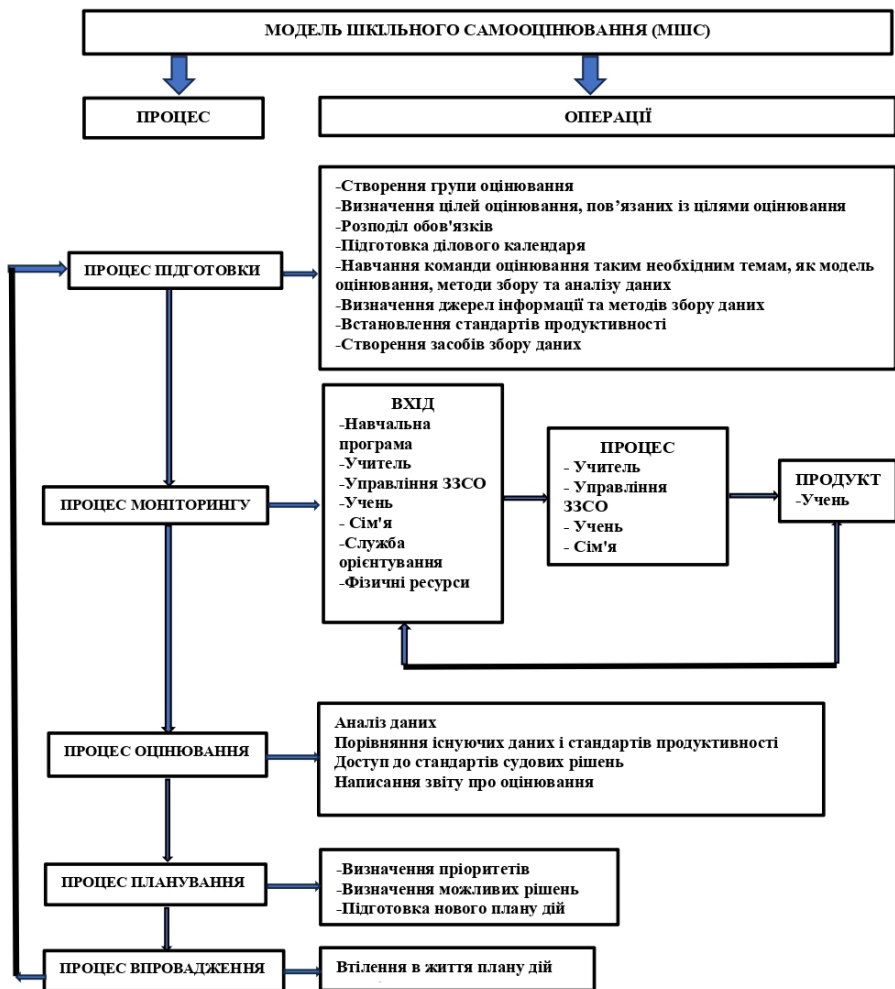 МОДЕЛЬ ШКІЛЬНОГО САМООЦІНЮВАННЯ (МШС)
ПРОЦЕС
ОПЕРАЦІЇ
ПРОЦЕС ПІДГОТОВКИ
-Створення групи оцінювання
-Визначення цілей оцінювання, пов’язаних із цілями оцінювання
-Розподіл обов'язків
-Підготовка ділового календаря
-Навчання команди оцінювання таким необхідним темам, як модель
оцінювання, методи збору та аналізу даних
-Визначення джерел інформації та методів збору даних
-Встановлення стандартів продуктивності
-Створення засобів збору даних
ПРОЦЕС МОНІТОРИНГУ
ВХІД
-Навчальна
програма
-Учитель
-Управління ЗЗСО
-Учень
- Сім'я
-Служба
орієнтування
-Фізичні ресурси
ПРОЦЕС
- Учитель
- Управління
ЗЗСО
- Учень
- Сім'я
ПРОДУКТ
-Учень
ПРОЦЕС ОЦІНЮВАННЯ
Аналіз даних
Порівняння існуючих даних і стандартів продуктивності
Доступ до стандартів судових рішень
Написання звіту про оцінювання
ПРОЦЕС ПЛАНУВАННЯ
-Визначення пріоритетів
-Визначення можливих рішень
-Підготовка нового плану дій
ПРОЦЕС ВПРОВАДЖЕННЯ
Втілення в життя плану дій